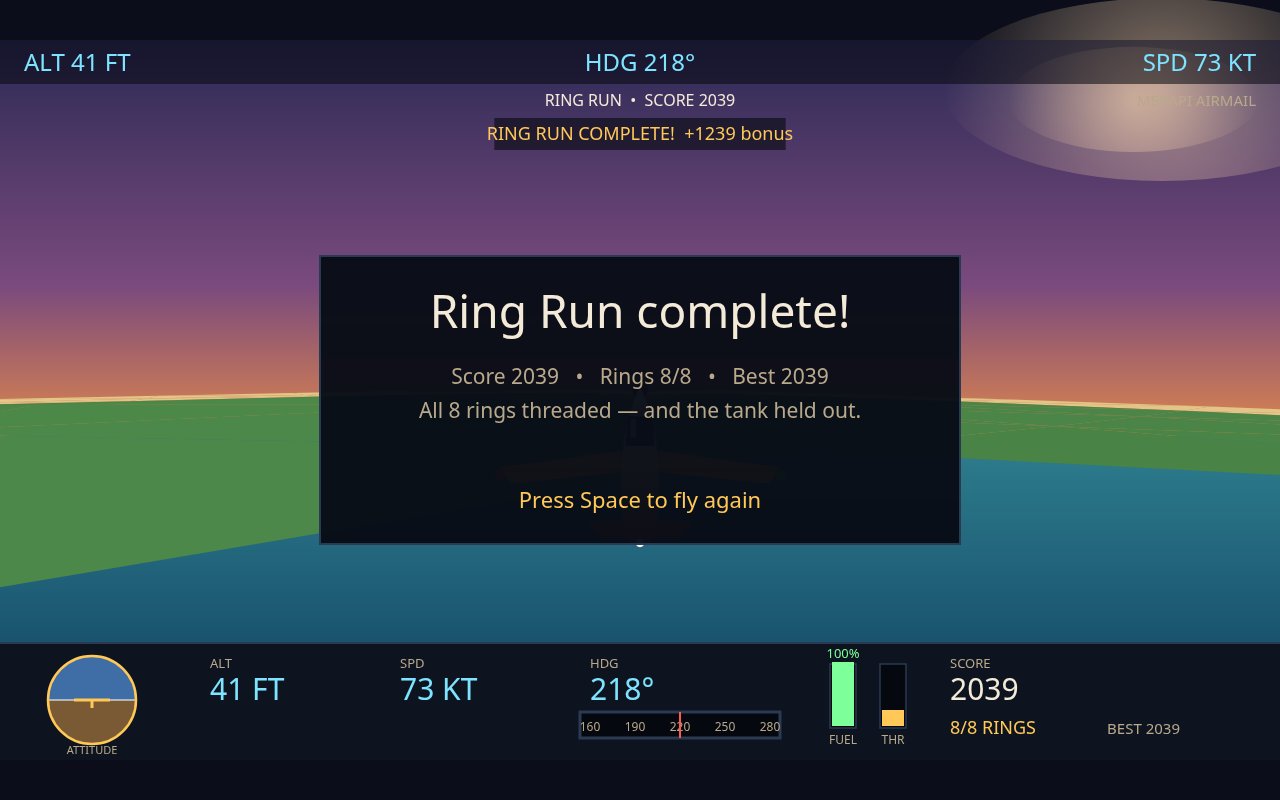 ALT 41 FT
HDG 218°
SPD 73 KT
RING RUN • SCORE 2039
AIRMAIL
RING RUN COMPLETE! +1239 bonus
Ring Run complete!
Score 2039 • Rings 8/8 • Best 2039
All 8 rings threaded — and the tank held out.
Press Space to fly again
ALT
41 FT
SPD
73 KT
HDG
218°
160 190 220 250 280
100%
FUEL
THR
SCORE
2039
8/8 RINGS
BEST 2039
ATTITUDE